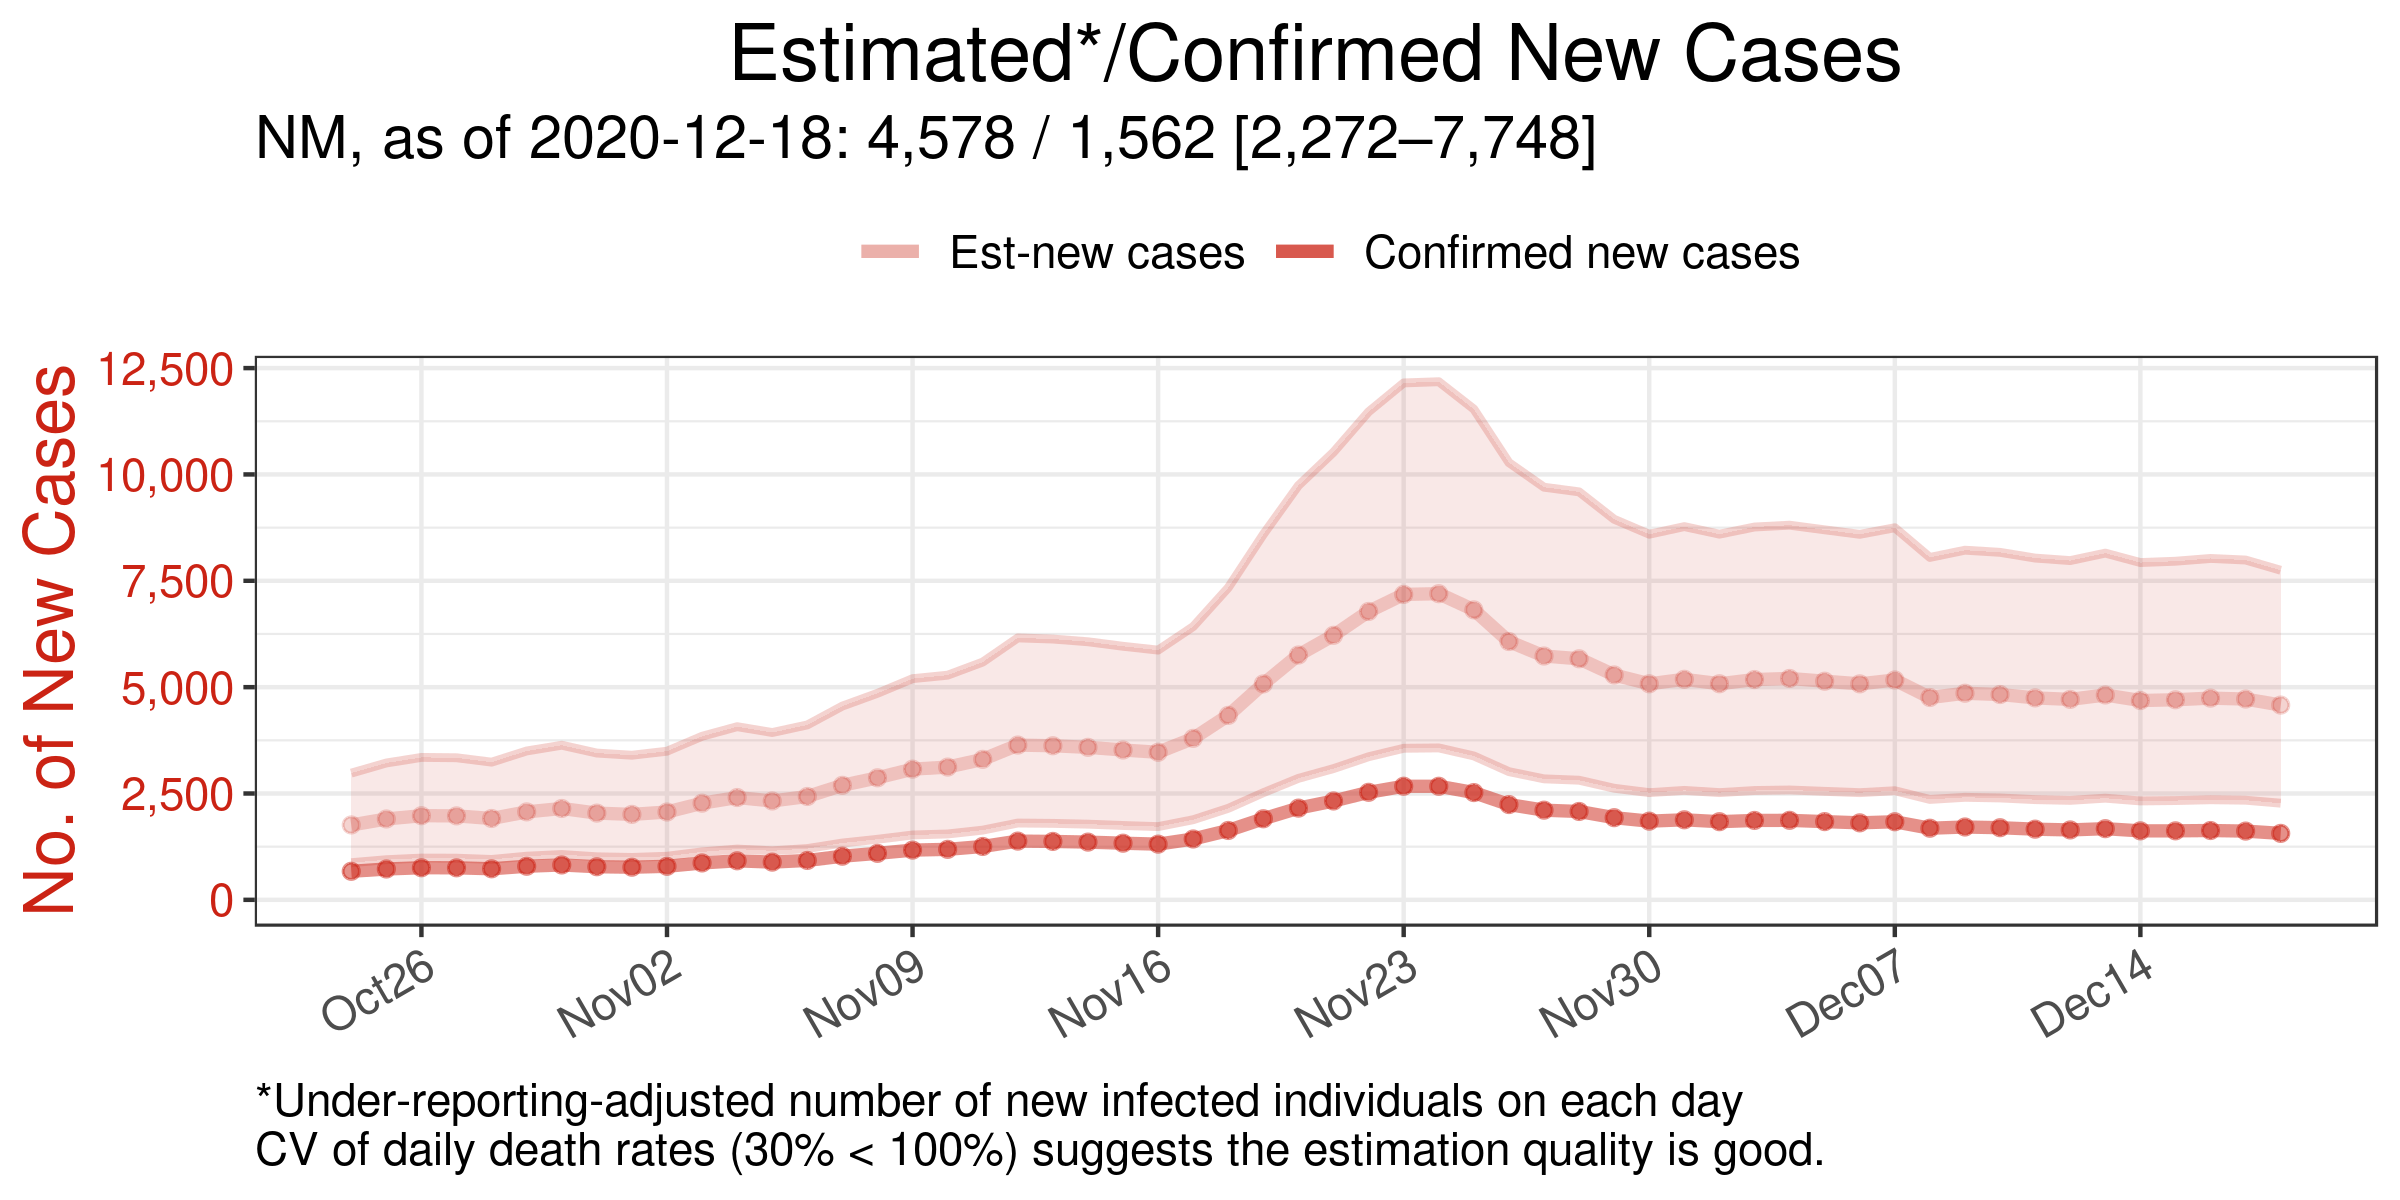 Estimated*/Confirmed New Cases
NM, as of 2020-12-18: 4,578 / 1,562 [2,272–7,748]
Est-new cases
Confirmed new cases
No. of New Cases
12,500
10,000
7,500
5,000
2,500
0
Oct26
Nov02
Nov09
Nov16
Nov23
Nov30
Dec07
Dec14
*Under-reporting-adjusted number of new infected individuals on each day
CV of daily death rates (30% < 100%) suggests the estimation quality is good.